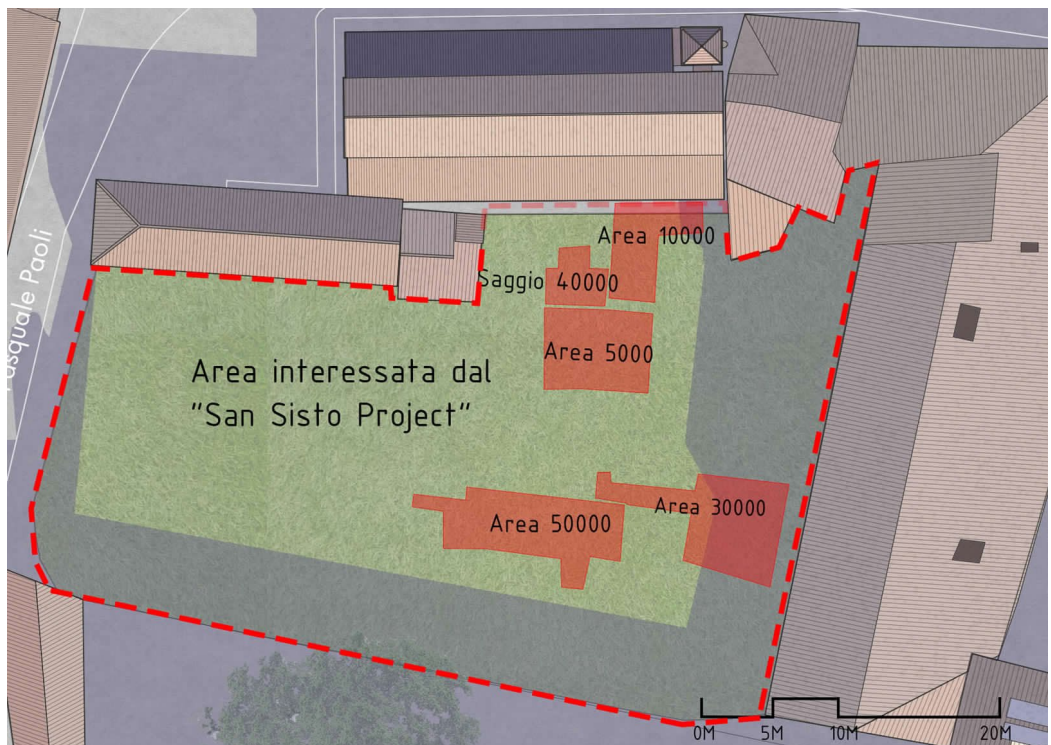 Area 10000
Saggio 40000
Area 5000
Area interessata dal
"San Sisto Project"
Pasquale Paoli
Area 30000
Area 50000
0M 5M 10M 20M